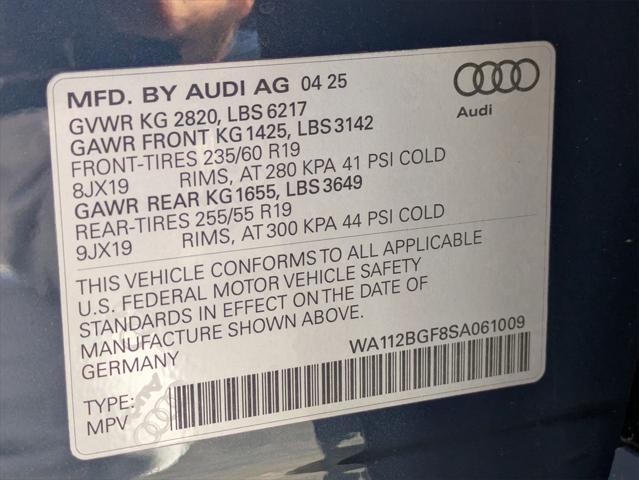 MFD. BY AUDI AG 04 25
Audi
GVWR KG 2820, LBS 6217
GAWR FRONT KG 1425, LBS 3142
FRONT-TIRES 235/60 R19
8JX19 RIMS, AT 280 KPA 41 PSI COLD
GAWR REAR KG 1655, LBS 3649
REAR-TIRES 255/55 R19
9JX19 RIMS, AT 300 KPA 44 PSI COLD
THIS VEHICLE CONFORMS TO ALL APPLICABLE
U.S. FEDERAL MOTOR VEHICLE SAFETY
STANDARDS IN EFFECT ON THE DATE OF
MANUFACTURE SHOWN ABOVE.
GERMANY
WA112BGF8SA061009
TYPE:
MPV